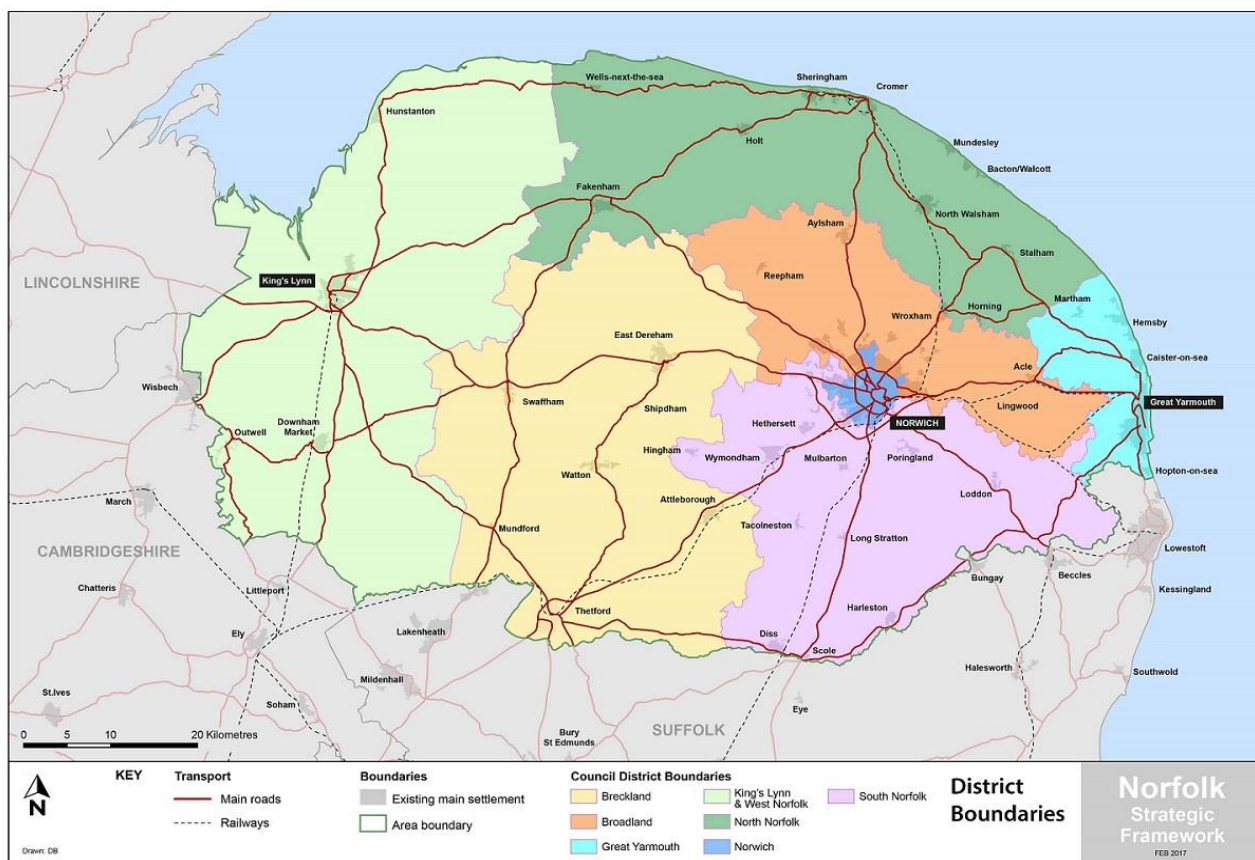 Wells-next-the-sea
Sheringham
Cromer
Hunstanton
Holt
Mundesley
Bacton/Walcott
Fakenham
North Walsham
Aylsham
Stalham
Reepham
King's Lynn
LINCOLNSHIRE
Horning
Martham
Wroxham
Hemsby
East Dereham
Caister-on-sea
Acle
Wisbech
Swaffham
Shipdham
Lingwood
Great Yarmouth
Hethersett
NORWICH
Outwell
Downham
Market
Hingham
Wymondham
Mulbarton
Poringland
Watton
Hopton-on-sea
Loddon
March
Attleborough
Mundford
Tacolneston
Long Stratton
CAMBRIDGESHIRE
Lowestoft
Bungay
Beccles
Chatteris
Littleport
Kessingland
Thetford
Harleston
Lakenheath
Ely
Diss
Scole
Halesworth
Southwold
Mildenhall
St.Ives
Soham
Eye
SUFFOLK
Bury
St Edmunds
0 5 10 20 Kilometres
N
KEY
Transport
Main roads
Railways
Boundaries
Existing main settlement
Area boundary
Council District Boundaries
Breckland
Broadland
Great Yarmouth
King's Lynn
& West Norfolk
North Norfolk
Norwich
South Norfolk
District
Boundaries
Norfolk
Strategic
Framework
FEB 2017
Drawn: DB